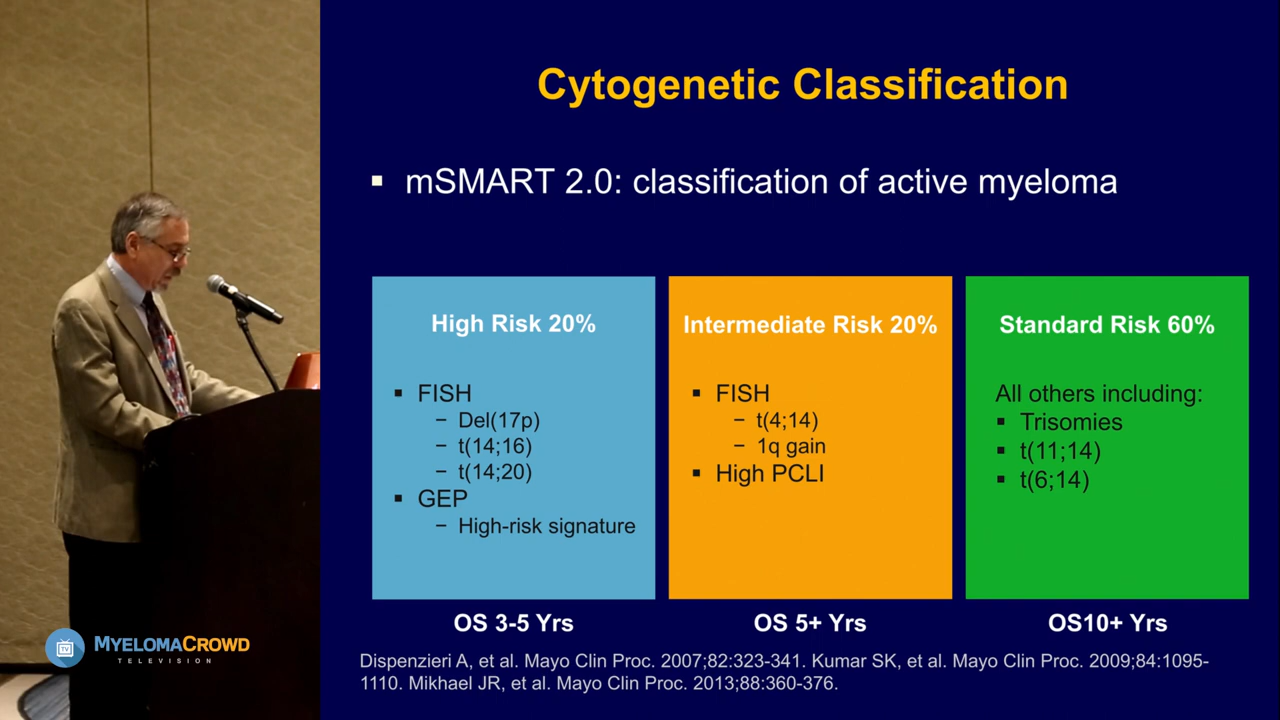 Cytogenetic Classification
▪ mSMART 2.0: classification of active myeloma
High Risk 20%
▪ FISH
− Del(17p)
− t(14;16)
− t(14;20)
▪ GEP
− High-risk signature
OS 3-5 Yrs
Intermediate Risk 20%
▪ FISH
− t(4;14)
− 1q gain
▪ High PCLI
OS 5+ Yrs
Standard Risk 60%
All others including:
▪ Trisomies
▪ t(11;14)
▪ t(6;14)
OS10+ Yrs
Dispenzieri A, et al. Mayo Clin Proc. 2007;82:323-341. Kumar SK, et al. Mayo Clin Proc. 2009;84:1095-
1110. Mikhael JR, et al. Mayo Clin Proc. 2013;88:360-376.
TV
MYELOMACROWD
TELEVISION